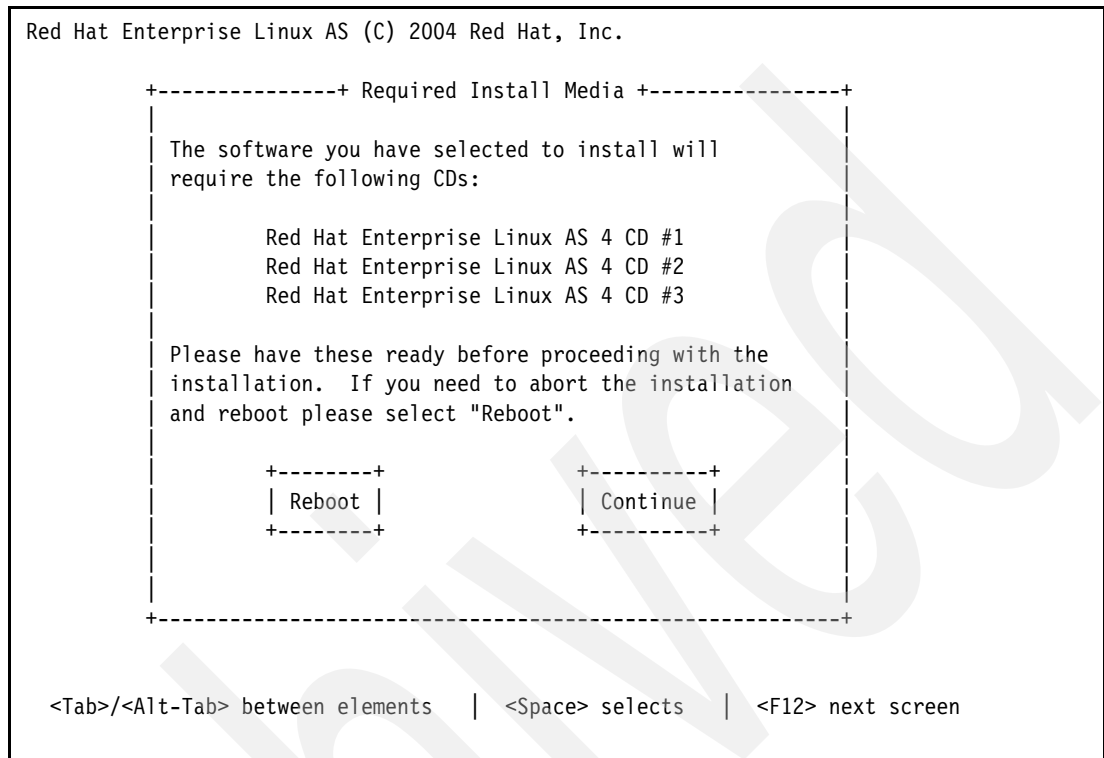 Red Hat Enterprise Linux AS (C) 2004 Red Hat, Inc.
+---------------+ Required Install Media +----------------+
The software you have selected to install will
require the following CDs:
Red Hat Enterprise Linux AS 4 CD #1
Red Hat Enterprise Linux AS 4 CD #2
Red Hat Enterprise Linux AS 4 CD #3
Please have these ready before proceeding with the
installation.  If you need to abort the installation
and reboot please select "Reboot".
+--------+ +----------+
| Reboot | | Continue |
+--------+ +----------+
+---------------------------------------------------------+
<Tab>/<Alt-Tab> between elements | <Space> selects | <F12> next screen